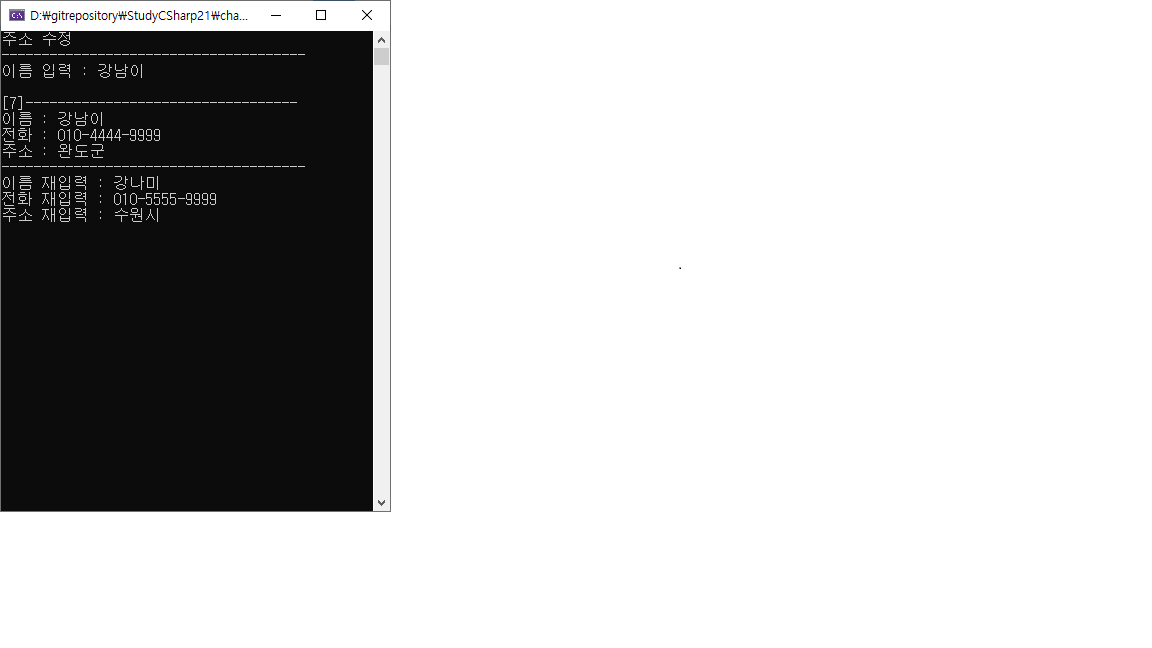 D:₩gitrepository₩StudyCSharp21₩cha...
주소 수정
--------------------------------------
이름 입력 : 강남이
[7]----------------------------------
이름 : 강남이
전화 : 010-4444-9999
주소 : 완도군
--------------------------------------
이름 재입력 : 강나미
전화 재입력 : 010-5555-9999
주소 재입력 : 수원시